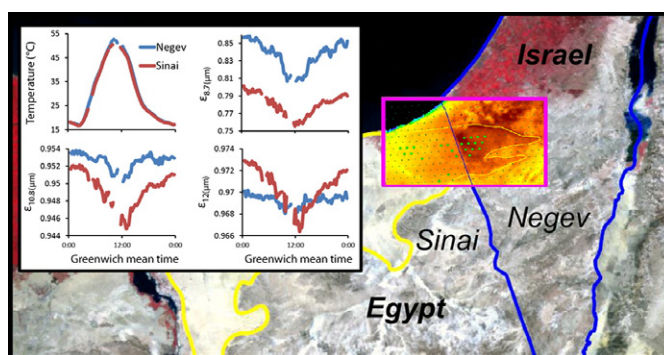 Negev
Sinai
Temperature (°C)
55
45
35
25
15
ε8.7(µm)
0.85
0.83
0.81
0.79
0.77
0.75
ε10.8(µm)
0.954
0.952
0.95
0.948
0.946
0.944
0:00
12:00
0:00
Greenwich mean time
ε12(µm)
0.974
0.972
0.97
0.968
0.966
0:00
12:00
0:00
Greenwich mean time
Israel
Negev
Sinai
Egypt